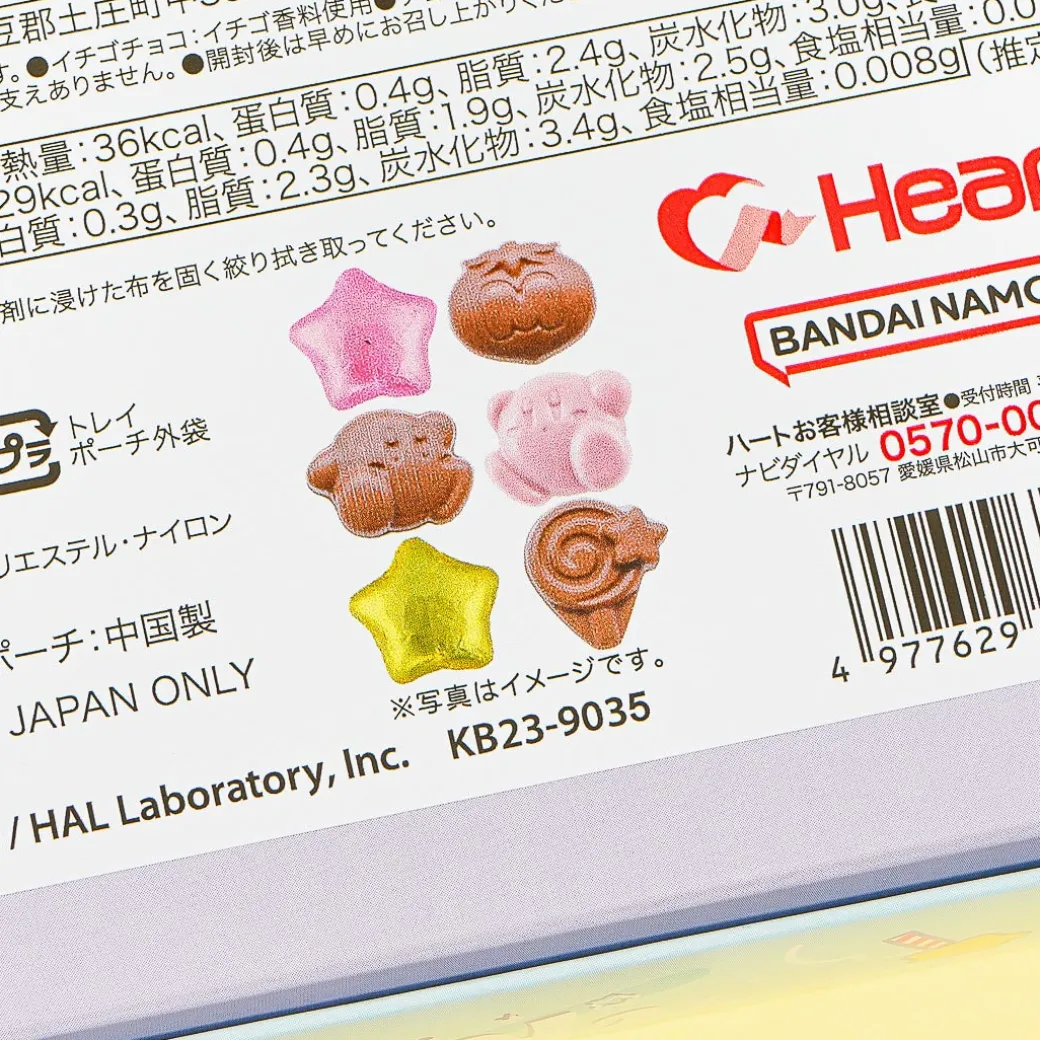 豆郡土庄町甲
す。●イチゴチョコ:イチゴ香料使用●
支えありません。●開封後は早めにお召し上がりくだ
熱量:36kcal、蛋白質:0.4g、脂質:2.4g、炭水化物:3.0g、食
29kcal、蛋白質:0.4g、脂質:1.9g、炭水化物:2.5g、食塩相当量:0.0
白質:0.3g、脂質:2.3g、炭水化物:3.4g、食塩相当量:0.008g (推定
剤に浸けた布を固く絞り拭き取ってください。
Hear
BANDAI NAMC
プラ
トレイ
ポーチ外袋
ハートお客様相談室●受付時間
ナビダイヤル 0570-00
〒791-8057 愛媛県松山市大可
リエステル・ナイロン
ポーチ:中国製
JAPAN ONLY
4 977629
※写真はイメージです。
/ HAL Laboratory, Inc. KB23-9035